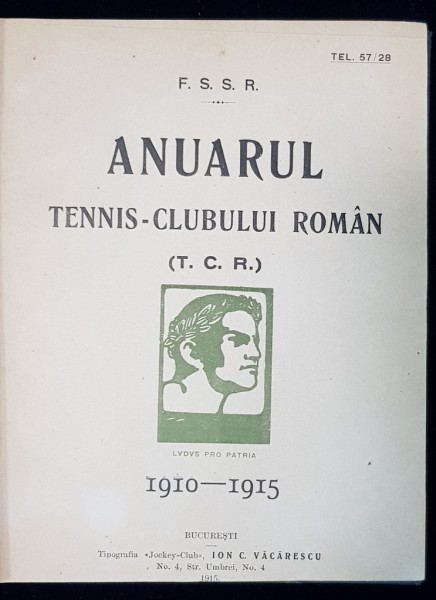 TEL. 57/28
F. S. S. R.
ANUARUL
TENNIS-CLUBULUI ROMÂN
(T. C. R.)
LVDVS PRO PATRIA
1910—1915
BUCUREȘTI
Tipografia «Jockey-Club», ION C. VĂCĂRESCU
No. 4, Str. Umbrei, No. 4
1915.